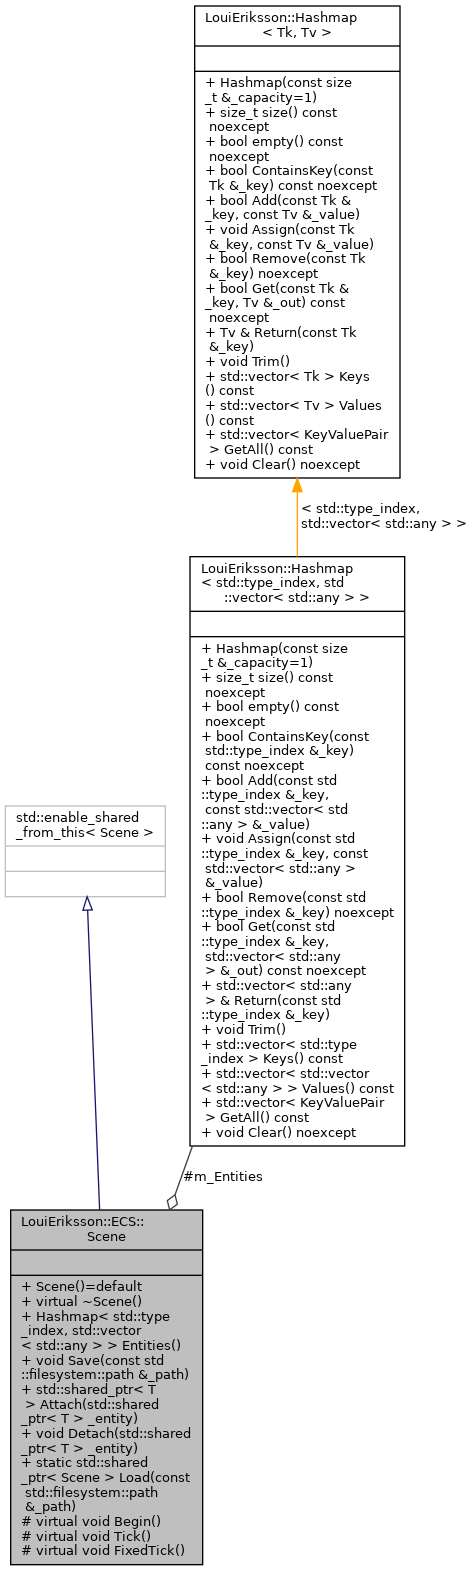 LouiEriksson::Hashmap
< Tk, Tv >
+ Hashmap(const size
_t &_capacity=1)
+ size_t size() const
noexcept
+ bool empty() const
noexcept
+ bool ContainsKey(const
Tk &_key) const noexcept
+ bool Add(const Tk &
_key, const Tv &_value)
+ void Assign(const Tk
&_key, const Tv &_value)
+ bool Remove(const Tk
&_key) noexcept
+ bool Get(const Tk &
_key, Tv &_out) const
noexcept
+ Tv & Return(const Tk
&_key)
+ void Trim()
+ std::vector< Tk > Keys
() const
+ std::vector< Tv > Values
() const
+ std::vector< KeyValuePair
> GetAll() const
+ void Clear() noexcept
< std::type_index,
std::vector< std::any > >
LouiEriksson::Hashmap
< std::type_index, std
::vector< std::any > >
+ Hashmap(const size
_t &_capacity=1)
+ size_t size() const
noexcept
+ bool empty() const
noexcept
+ bool ContainsKey(const
std::type_index &_key)
const noexcept
+ bool Add(const std
::type_index &_key,
const std::vector< std
::any > &_value)
+ void Assign(const std
::type_index &_key, const
std::vector< std::any >
&_value)
+ bool Remove(const std
::type_index &_key) noexcept
+ bool Get(const std
::type_index &_key,
std::vector< std::any
> &_out) const noexcept
+ std::vector< std::any
> & Return(const std
::type_index &_key)
+ void Trim()
+ std::vector< std::type
_index > Keys() const
+ std::vector< std::vector
< std::any > > Values() const
+ std::vector< KeyValuePair
> GetAll() const
+ void Clear() noexcept
std::enable_shared
_from_this< Scene >
#m_Entities
LouiEriksson::ECS::
Scene
+ Scene()=default
+ virtual ~Scene()
+ Hashmap< std::type
_index, std::vector
< std::any > > Entities()
+ void Save(const std
::filesystem::path &_path)
+ std::shared_ptr< T
> Attach(std::shared
_ptr< T > _entity)
+ void Detach(std::shared
_ptr< T > _entity)
+ static std::shared
_ptr< Scene > Load(const
std::filesystem::path
&_path)
# virtual void Begin()
# virtual void Tick()
# virtual void FixedTick()